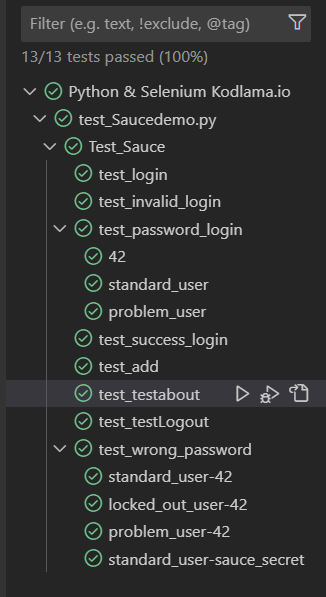 Filter (e.g. text, !exclude, @tag)
13/13 tests passed (100%)
Python & Selenium Kodlama.io
test_Saucedemo.py
Test_Sauce
test_login
test_invalid_login
test_password_login
42
standard_user
problem_user
test_success_login
test_add
test_testabout
test_testLogout
test_wrong_password
standard_user-42
locked_out_user-42
problem_user-42
standard_user-sauce_secret